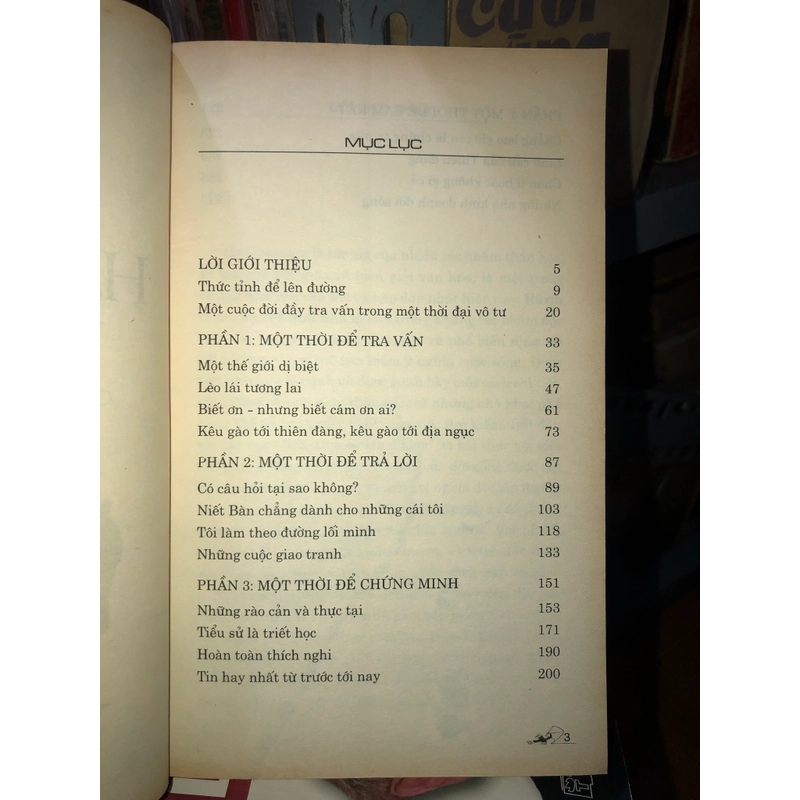 CUỐI
MỤC LỤC
LỜI GIỚI THIỆU 5
Thức tỉnh để lên đường 9
Một cuộc đời đầy tra vấn trong một thời đại vô tư 20
PHẦN 1: MỘT THỜI ĐỂ TRA VẤN 33
Một thế giới dị biệt 35
Lèo lái tương lai 47
Biết ơn – nhưng biết cám ơn ai? 61
Kêu gào tới thiên đàng, kêu gào tới địa ngục 73
PHẦN 2: MỘT THỜI ĐỂ TRẢ LỜI 87
Có câu hỏi tại sao không? 89
Niết Bàn chẳng dành cho những cái tôi 103
Tôi làm theo đường lối mình 118
Những cuộc giao tranh 133
PHẦN 3: MỘT THỜI ĐỂ CHỨNG MINH 151
Những rào cản và thực tại 153
Tiểu sử là triết học 171
Hoàn toàn thích nghi 190
Tin hay nhất từ trước tới nay 200
3